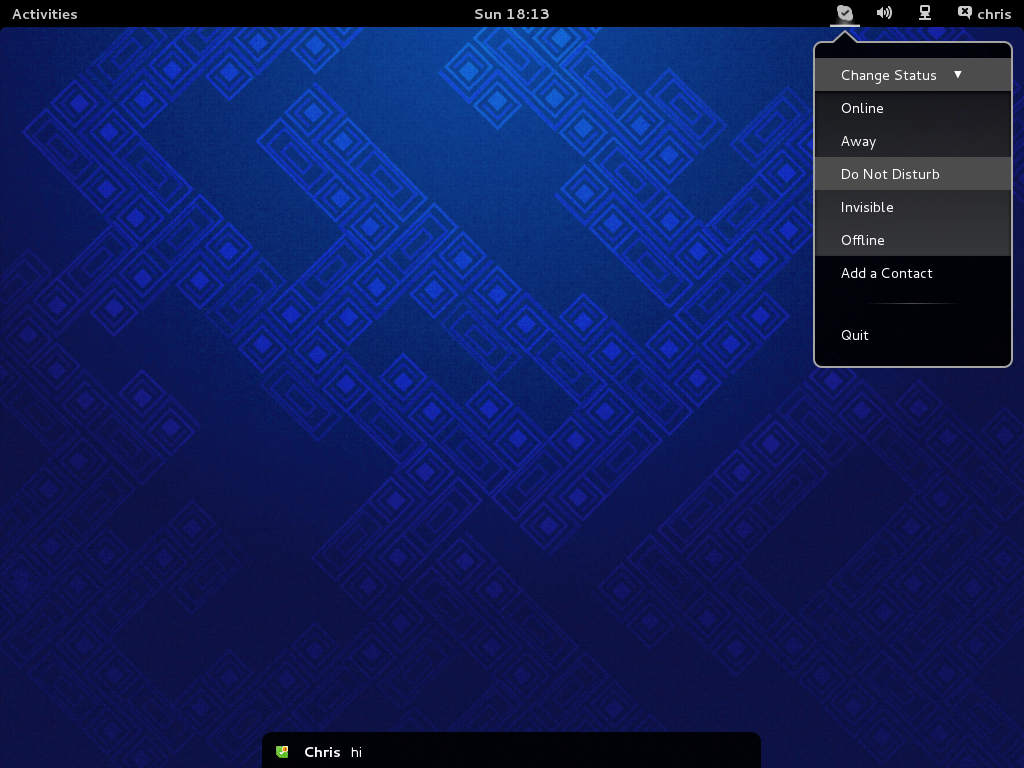 Activities
Sun 18:13
chris
Change Status
Online
Away
Do Not Disturb
Invisible
Offline
Add a Contact
Quit
Chris hi